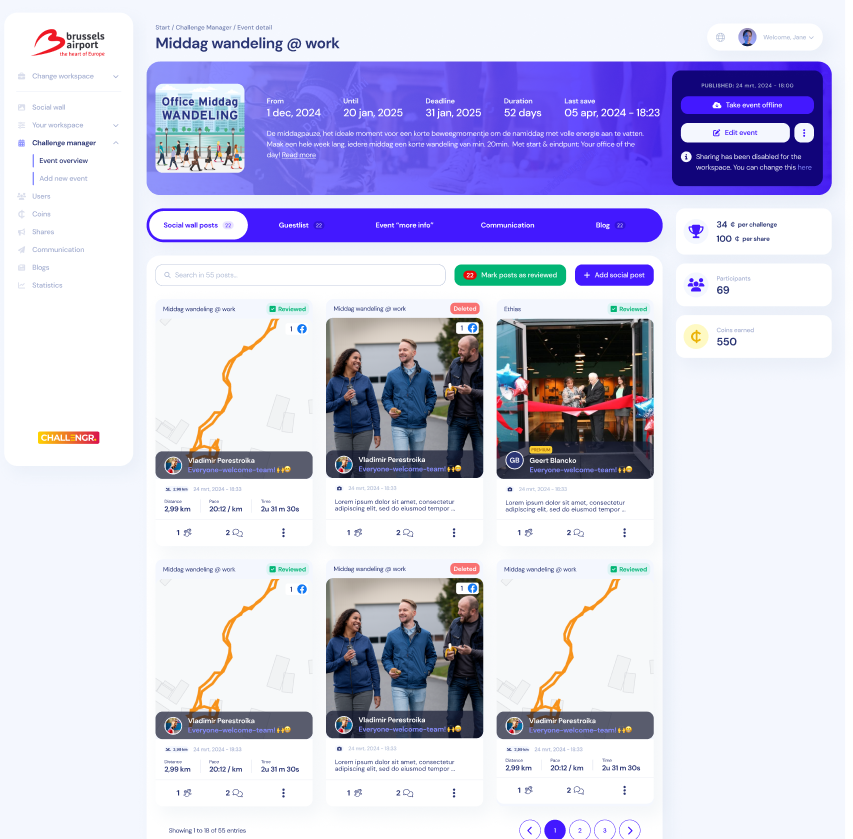 brussels
airport
the heart of Europe
Change workspace
Social wall
Your workspace
Challenge manager
Event overview
Add new event
Users
Coins
Shares
Communication
Blogs
Statistics
CHALLENGR.
Start / Challenge Manager / Event detail
Middag wandeling @ work
Welcome, Jane
Office Middag
WANDELING
From
1 dec, 2024
Until
20 jan, 2025
Deadline
31 jan, 2025
Duration
52 days
Last save
05 apr, 2024 - 18:23
De middagpauze, het ideale moment voor een korte beweegmomentje om de namiddag met volle energie aan te vatten.
Maak een hele week lang, iedere middag een korte wandeling van min. 20min. Met start & eindpunt: Your office of the
day! Read more
PUBLISHED: 24 mrt, 2024 - 18:00
Take event offline
Edit event
Sharing has been disabled for the
workspace. You can change this here
Social wall posts 22
Guestlist 22
Event "more info"
Communication
Blog 22
34 ¢ per challenge
100 ¢ per share
Participants
69
Coins earned
550
Search in 55 posts..
22 Mark posts as reviewed
+ Add social post
Middag wandeling @ work
Reviewed
1
Vladimir Perestroika
Everyone-welcome-team! 🙌😊
2,99 km 24 mrt, 2024 - 18:33
Distance Pace Time
2,99 km 20:12 / km 2u 31 m 30s
1 2
Middag wandeling @ work
Deleted
1
Vladimir Perestroika
Everyone-welcome-team! 🙌😊
24 mrt, 2024 - 18:33
Lorem ipsum dolor sit amet, consectetur
adipiscing elit, sed do eiusmod tempor ...
1 2
Ethias
Reviewed
PREMIUM
GB
Geert Blancko
Everyone-welcome-team! 🙌😊
24 mrt, 2024 - 18:33
Lorem ipsum dolor sit amet, consectetur
adipiscing elit, sed do eiusmod tempor ...
1 2
Middag wandeling @ work
Reviewed
1
Vladimir Perestroika
Everyone-welcome-team! 🙌😊
2,99 km 24 mrt, 2024 - 18:33
Distance Pace Time
2,99 km 20:12 / km 2u 31 m 30s
1 2
Middag wandeling @ work
Deleted
1
Vladimir Perestroika
Everyone-welcome-team! 🙌😊
24 mrt, 2024 - 18:33
Lorem ipsum dolor sit amet, consectetur
adipiscing elit, sed do eiusmod tempor ...
1 2
Middag wandeling @ work
Reviewed
Vladimir Perestroika
Everyone-welcome-team! 🙌😊
2,99 km 24 mrt, 2024 - 18:33
Distance Pace Time
2,99 km 20:12 / km 2u 31 m 30s
1 2
Showing 1 to 18 of 55 entries
1 2 3